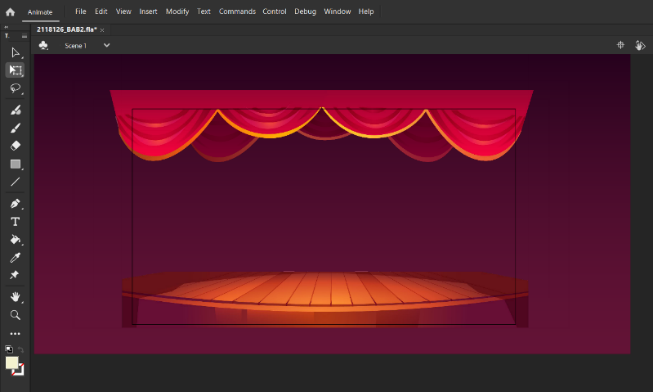 Animate File Edit View Insert Modify Text Commands Control Debug Window Help
2118126_BAB2.fla* ×
Scene 1
T